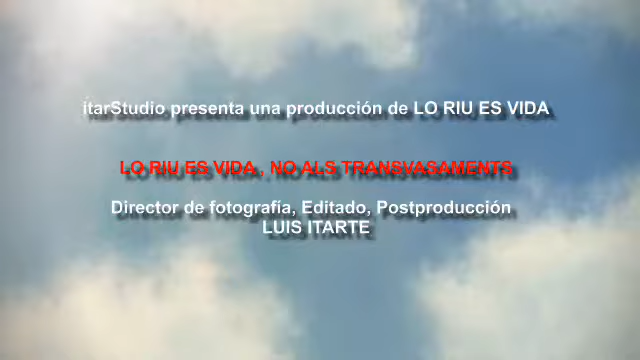 itarStudio presenta una producción de LO RIU ES VIDA
LO RIU ES VIDA , NO ALS TRANSVASAMENTS
Director de fotografía, Editado, Postproducción
LUIS ITARTE